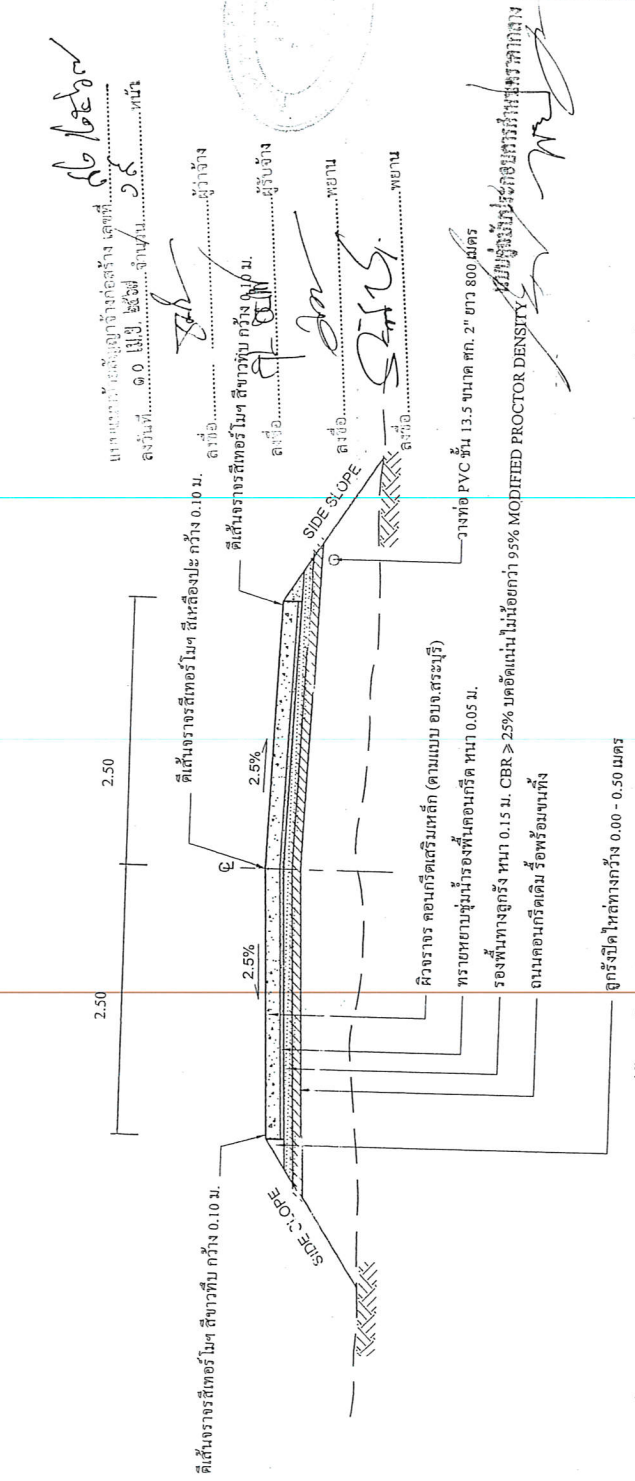 แบบแนบท้ายสัญญาจ้างก่อสร้าง เลขที่
ลงวันที่ ๑๐ เม.ย. ๒๕๖๗ จำนวน ๑๙ หน้า
ลงชื่อ ผู้ว่าจ้าง
ลงชื่อ ผู้รับจ้าง
ลงชื่อ พยาน
ลงชื่อ พยาน
2.50
2.50
ตีเส้นจราจรสีเทอร์โมฯ สีขาวทึบ กว้าง 0.10 ม.
ตีเส้นจราจรสีเทอร์โมฯ สีเหลืองปะ กว้าง 0.10 ม.
ตีเส้นจราจรสีเทอร์โมฯ สีขาวทึบ กว้าง 0.10 ม.
2.5%
2.5%
SIDE SLOPE
SIDE SLOPE
วางท่อ PVC ชั้น 13.5 ขนาด ศก. 2" ยาว 800 เมตร
ผิวจราจร คอนกรีตเสริมเหล็ก (ตามแบบ อบจ.สระบุรี)
ทรายหยาบชุ่มน้ำรองพื้นคอนกรีต หนา 0.05 ม.
รองพื้นทางลูกรัง หนา 0.15 ม. CBR > 25% บดอัดแน่นไม่น้อยกว่า 95% MODIFIED PROCTOR DENSITY
ถนนคอนกรีตเดิม รื้อพร้อมขนทิ้ง
ลูกรังปิดไหล่ทางกว้าง 0.00 - 0.50 เมตร